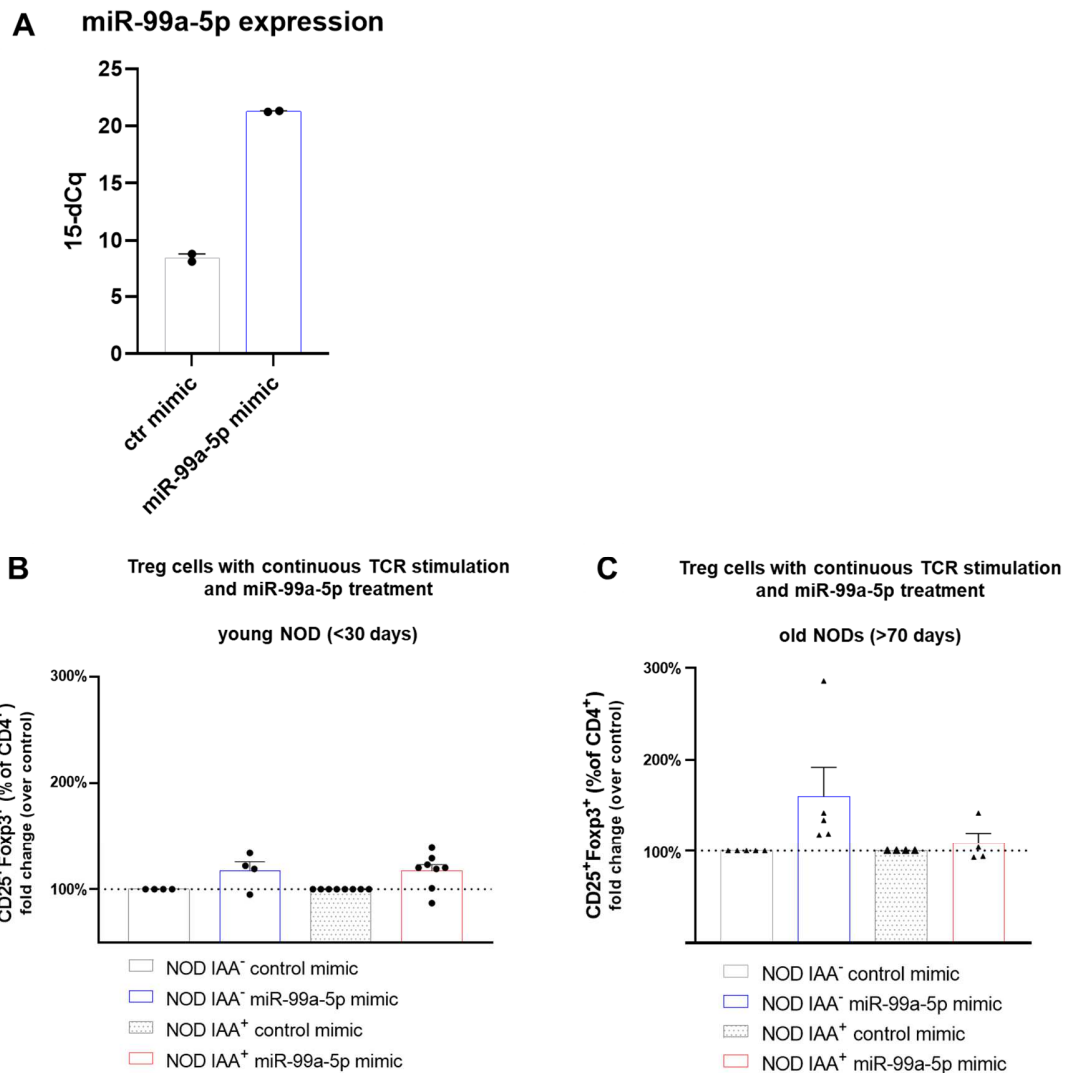 A
miR-99a-5p expression
25
20
15
10
5
0
15-dCq
ctr mimic
miR-99a-5p mimic
B
Treg cells with continuous TCR stimulation
and miR-99a-5p treatment
young NOD (<30 days)
300%
200%
100%
CD25⁺Foxp3⁺ (% of CD4⁺)
fold change (over control)
NOD IAA⁻ control mimic
NOD IAA⁻ miR-99a-5p mimic
NOD IAA⁺ control mimic
NOD IAA⁺ miR-99a-5p mimic
C
Treg cells with continuous TCR stimulation
and miR-99a-5p treatment
old NODs (>70 days)
300%
200%
100%
CD25⁺Foxp3⁺ (%of CD4⁺)
fold change (over control)
NOD IAA⁻ control mimic
NOD IAA⁻ miR-99a-5p mimic
NOD IAA⁺ control mimic
NOD IAA⁺ miR-99a-5p mimic